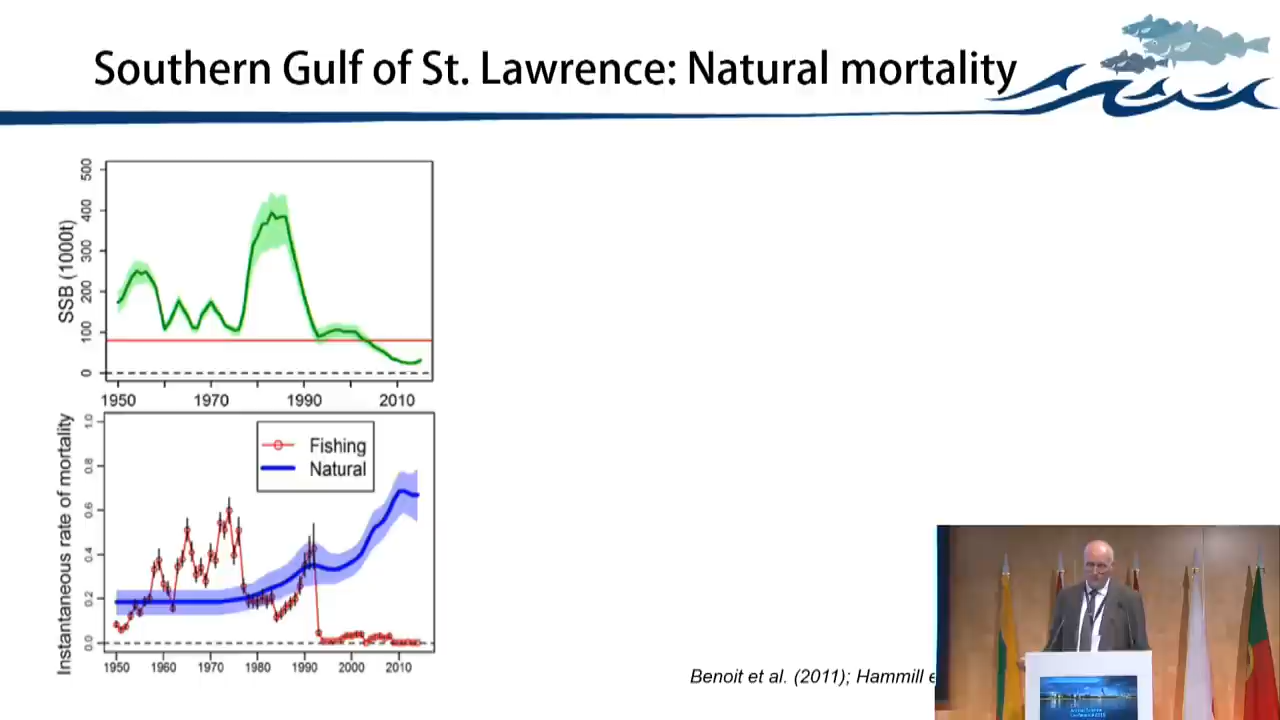 Southern Gulf of St. Lawrence: Natural mortality
SSB (1000t)
500
400
300
200
100
0
1950 1970 1990 2010
Instantaneous rate of mortality
1.0
0.8
0.6
0.4
0.2
0.0
Fishing
Natural
1950 1960 1970 1980 1990 2000 2010
Benoit et al. (2011); Hammill e